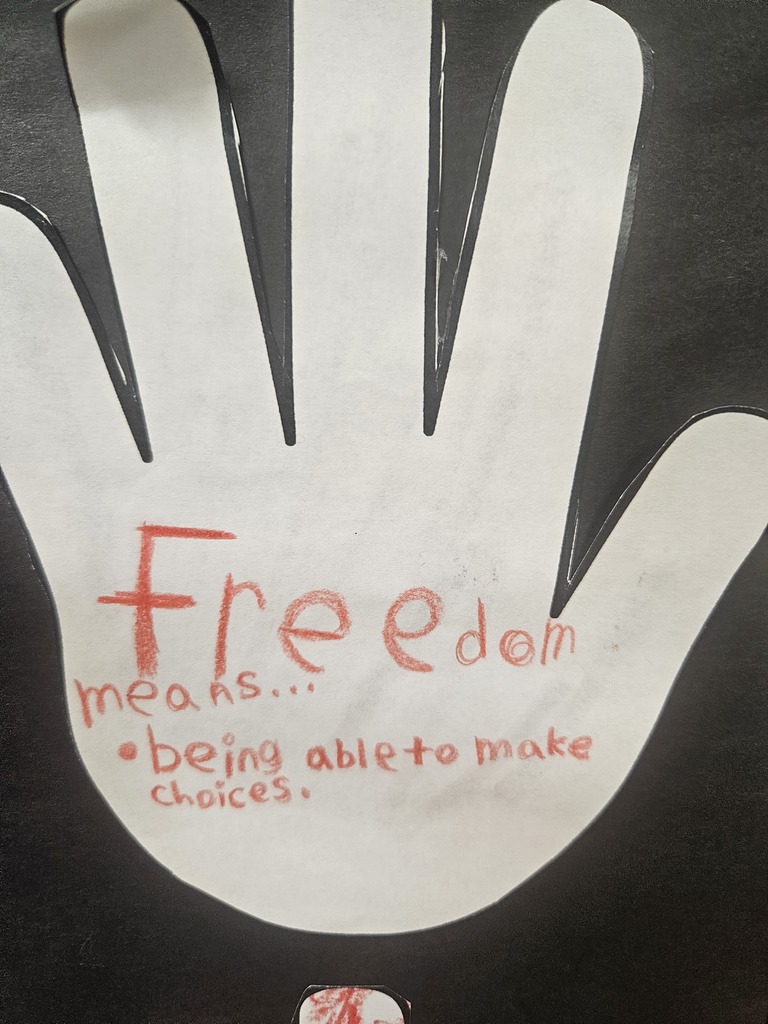 Freedom
means...
• being able to make
choices.